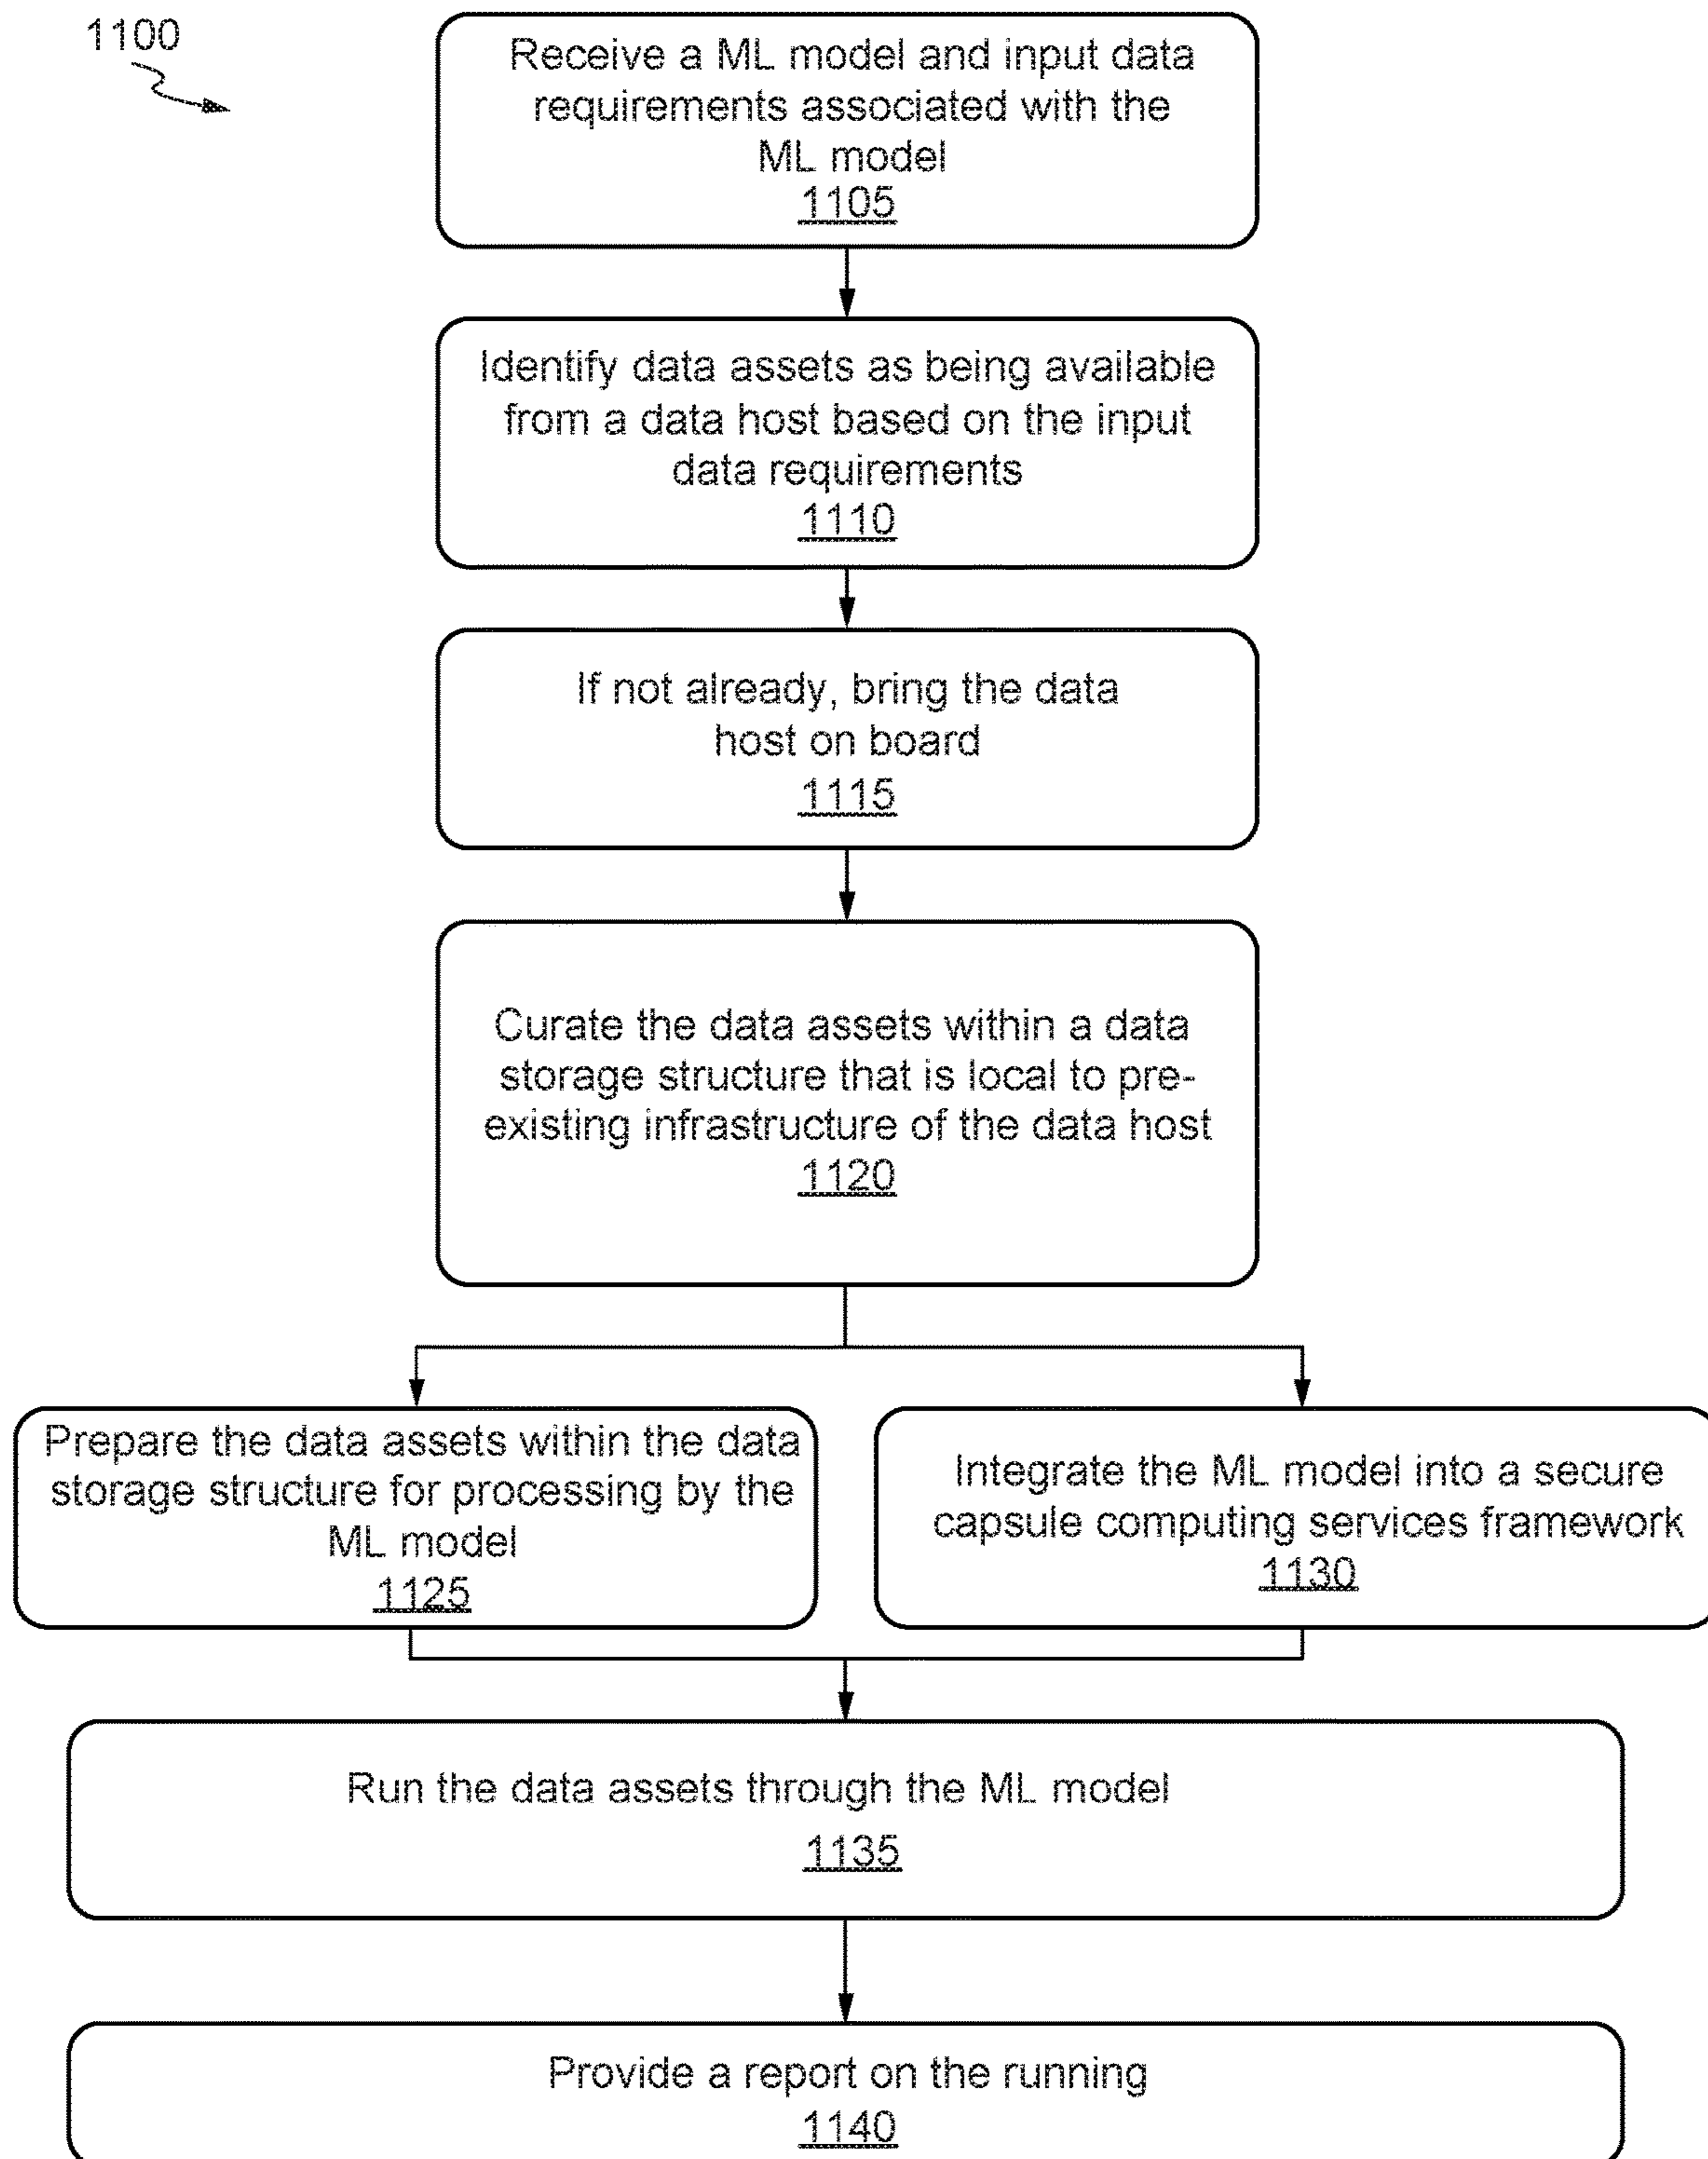 1100
Receive a ML model and input data
requirements associated with the
ML model
1105
Identify data assets as being available
from a data host based on the input
data requirements
1110
If not already, bring the data
host on board
1115
Curate the data assets within a data
storage structure that is local to pre-
existing infrastructure of the data host
1120
Prepare the data assets within the data
storage structure for processing by the
ML model
1125
Integrate the ML model into a secure
capsule computing services framework
1130
Run the data assets through the ML model
1135
Provide a report on the running
1140